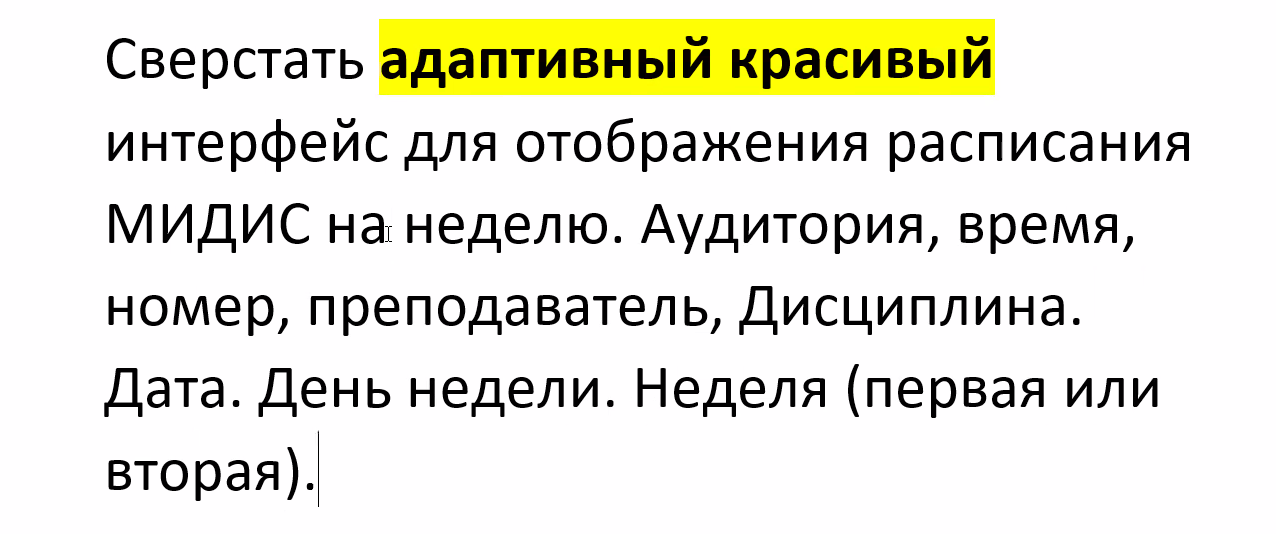 Сверстать адаптивный красивый
интерфейс для отображения расписания
МИДИС на неделю. Аудитория, время,
номер, преподаватель, Дисциплина.
Дата. День недели. Неделя (первая или
вторая).